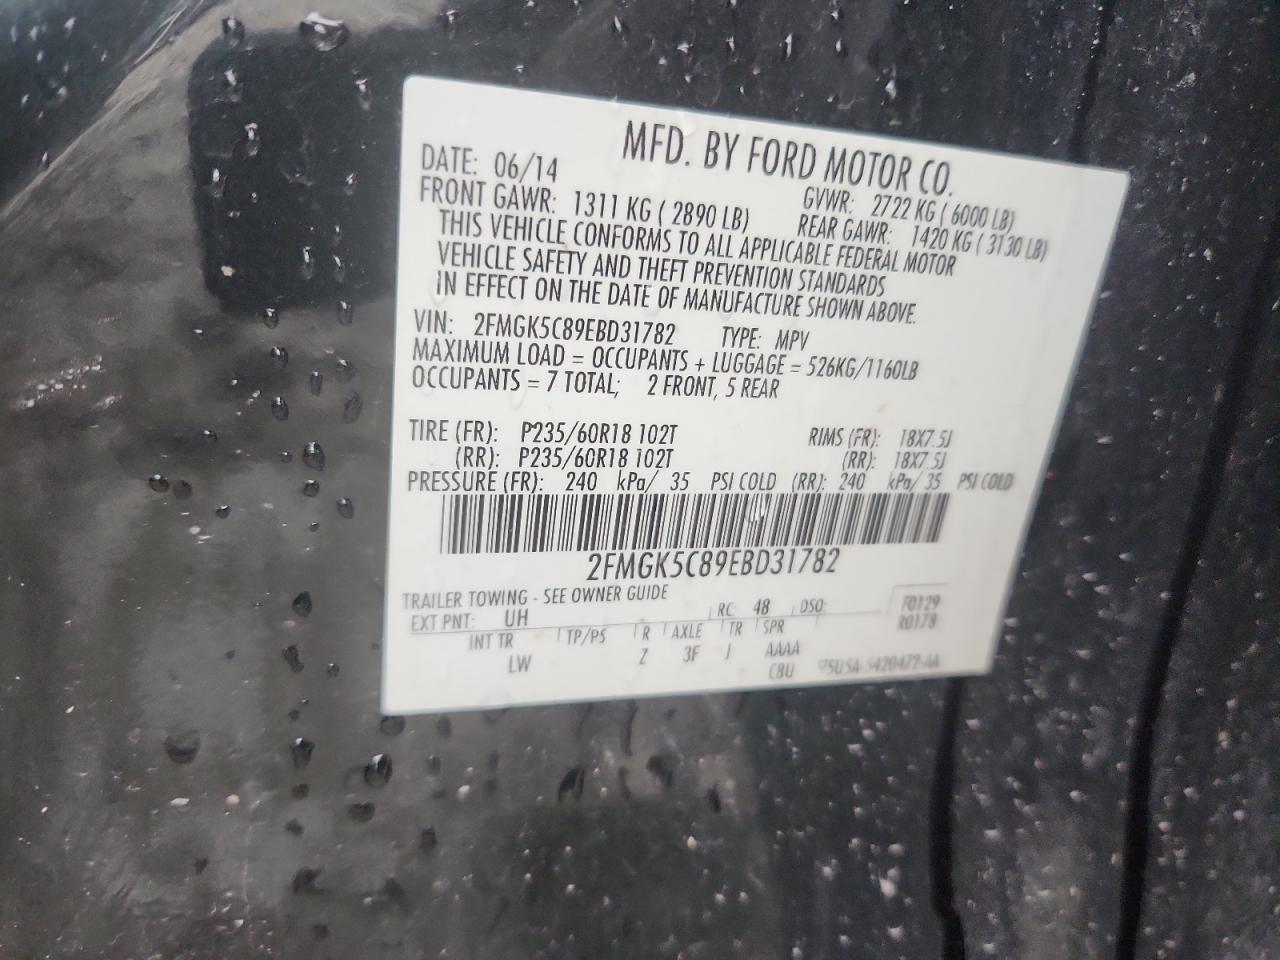 MFD. BY FORD MOTOR CO.
DATE: 06/14 GVWR: 2722 KG ( 6000 LB)
FRONT GAWR: 1311 KG ( 2890 LB) REAR GAWR: 1420 KG ( 3130 LB)
THIS VEHICLE CONFORMS TO ALL APPLICABLE FEDERAL MOTOR
VEHICLE SAFETY AND THEFT PREVENTION STANDARDS
IN EFFECT ON THE DATE OF MANUFACTURE SHOWN ABOVE.
VIN: 2FMGK5C89EBD31782 TYPE: MPV
MAXIMUM LOAD = OCCUPANTS + LUGGAGE = 526KG/1160LB
OCCUPANTS = 7 TOTAL; 2 FRONT, 5 REAR
TIRE (FR): P235/60R18 102T RIMS (FR): 18X7.5J
(RR): P235/60R18 102T (RR): 18X7.5J
PRESSURE (FR): 240 kPa/ 35 PSI COLD (RR): 240 kPa/ 35 PSI COLD
2FMGK5C89EBD31782
TRAILER TOWING - SEE OWNER GUIDE
EXT PNT: UH RC: 48 DSO: F0129
R0178
INT TR TP/PS R AXLE TR SPR
LW Z 3F J AAAA
CBU